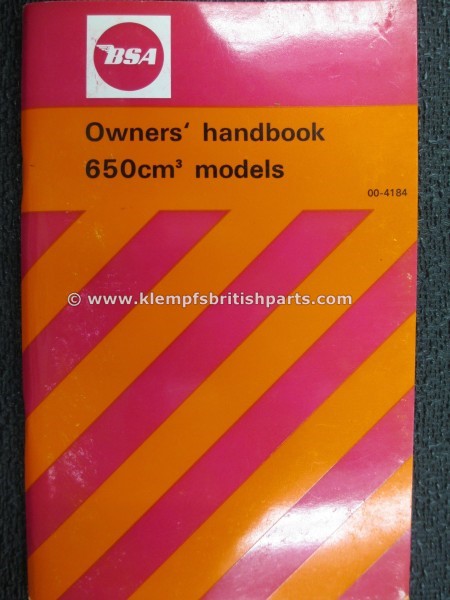 BSA
Owners‘ handbook
650cm³ models
00-4184
© www.klempfsbritishparts.com